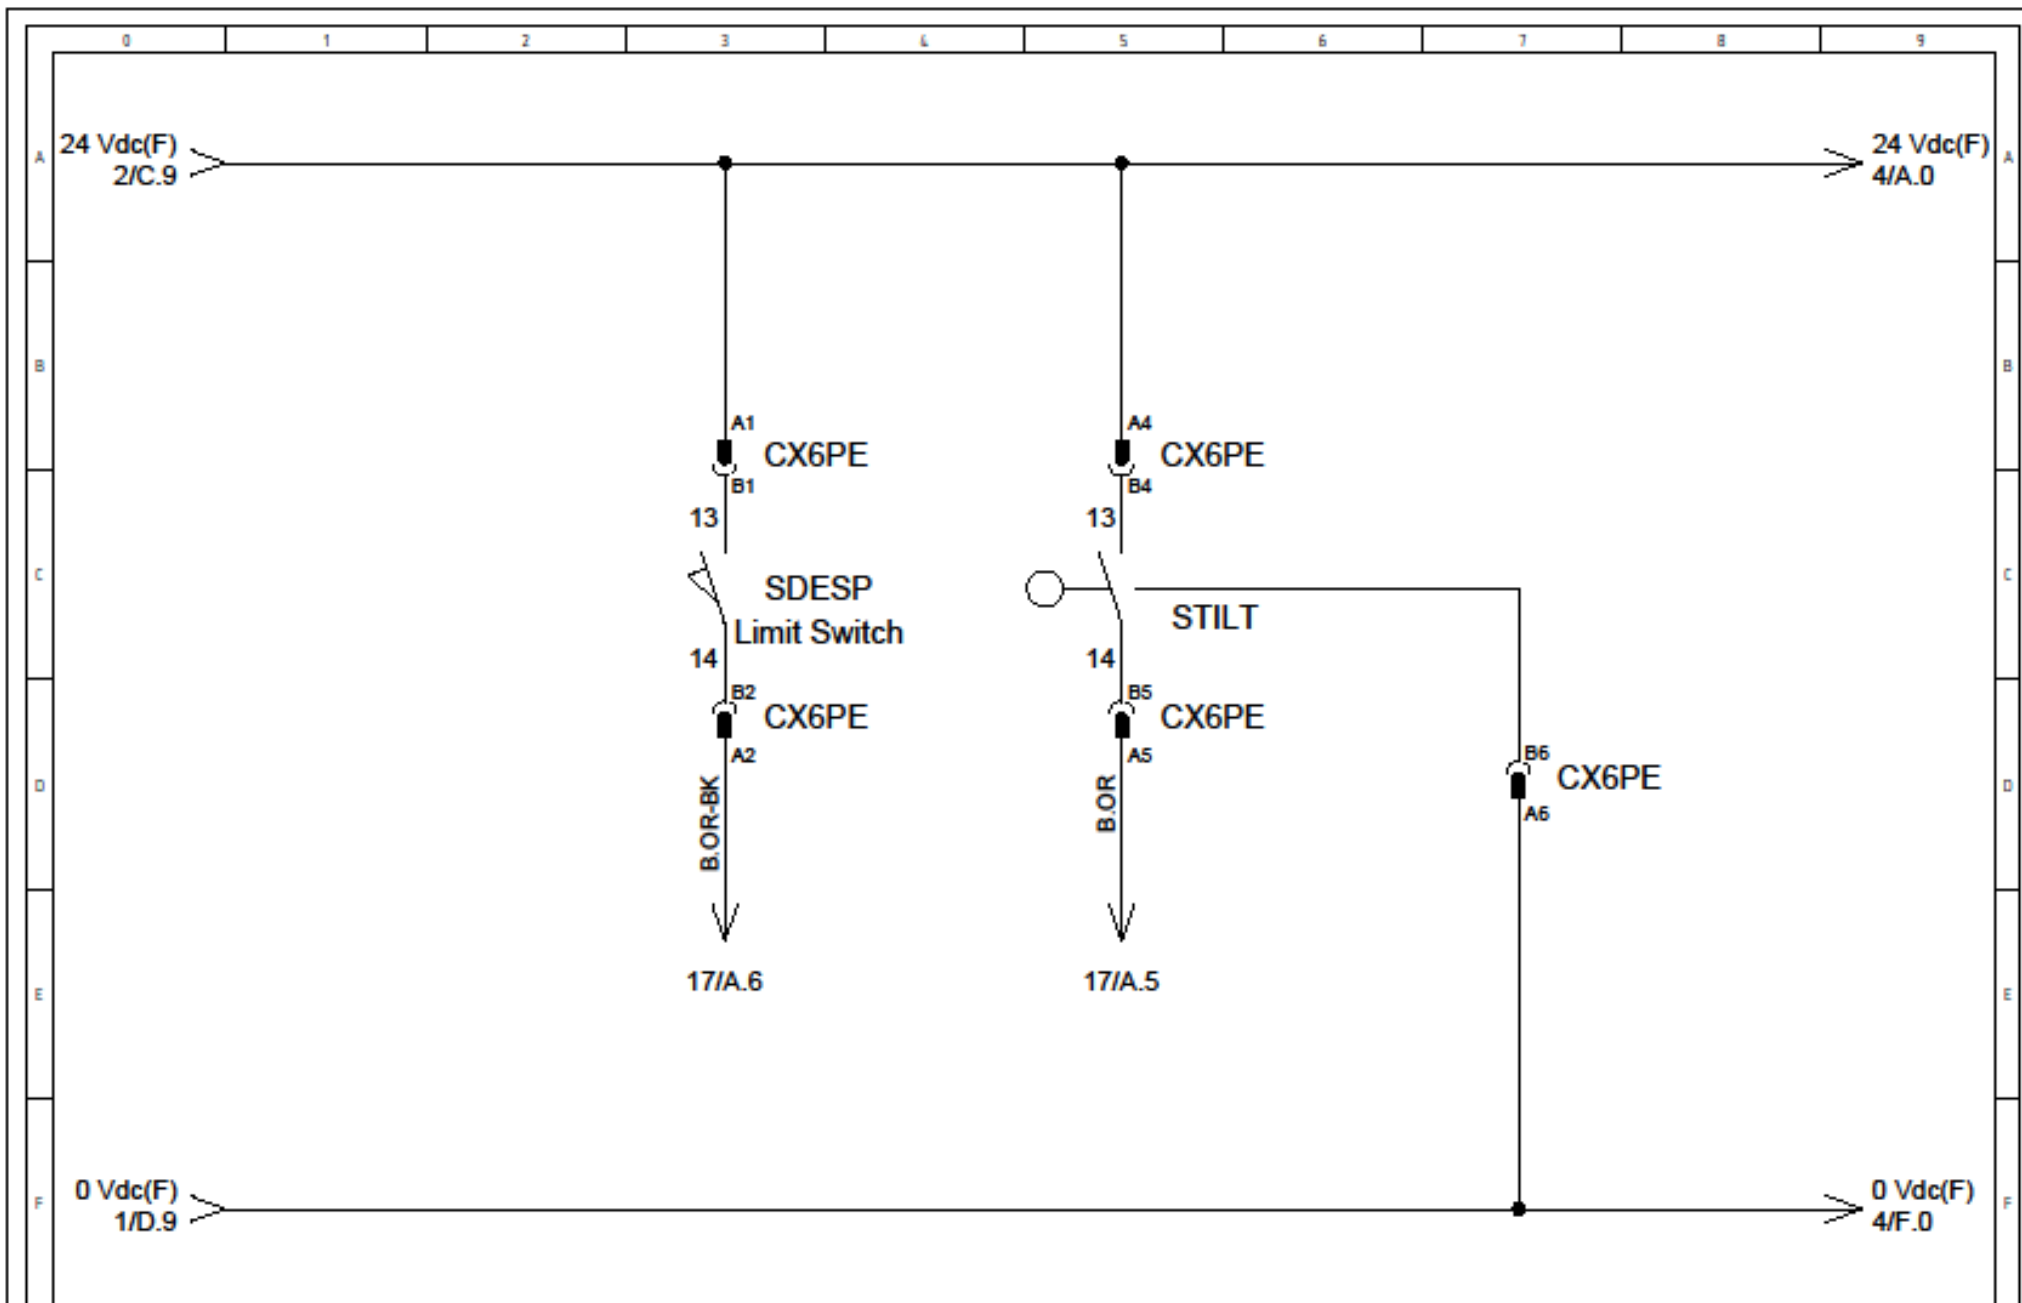 0 1 2 3 4 5 6 7 8 9
A 24 Vdc(F) 24 Vdc(F) A
2/C.9 4/A.0
B B
A1 A4
CX6PE CX6PE
B1 B4
13 13
C C
SDESP
STILT
Limit Switch
14 14
B2 B5
CX6PE CX6PE
A2 A5
B6
CX6PE
D D
A6
B.OR-BK B.OR
17/A.6 17/A.5
E E
0 Vdc(F) 0 Vdc(F)
F F
1/D.9 4/F.0